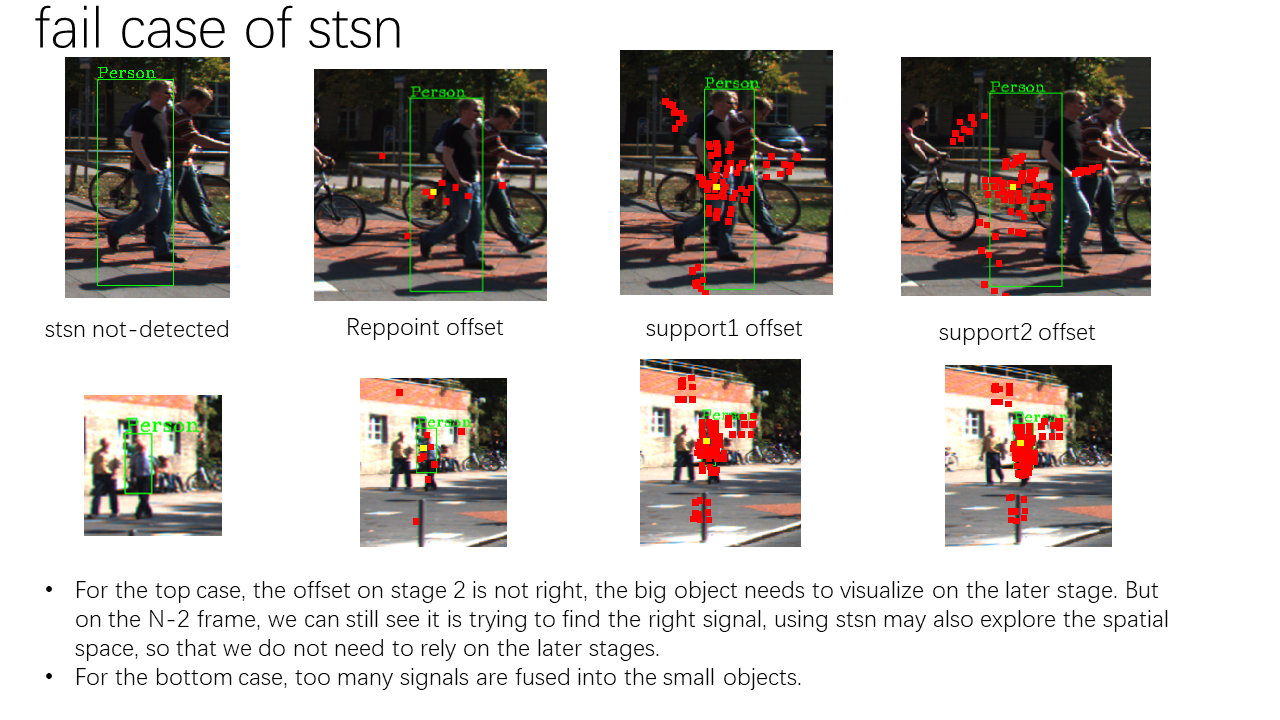 fail case of stsn
Person
Person
Person
Person
stsn not-detected
Reppoint offset
support1 offset
support2 offset
Person
Person
Person
Person
• For the top case, the offset on stage 2 is not right, the big object needs to visualize on the later stage. But
on the N-2 frame, we can still see it is trying to find the right signal, using stsn may also explore the spatial
space, so that we do not need to rely on the later stages.
• For the bottom case, too many signals are fused into the small objects.